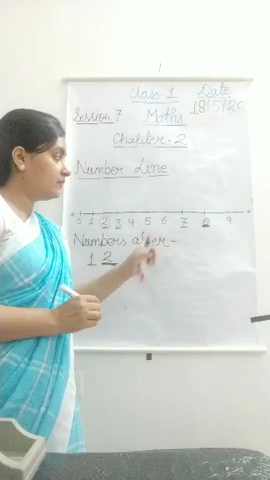 Class-1 Date
Session 7 Maths 18/5/20
Chapter-2
Number Line
0 1 2 3 4 5 6 7 8 9
Numbers after-
1 2